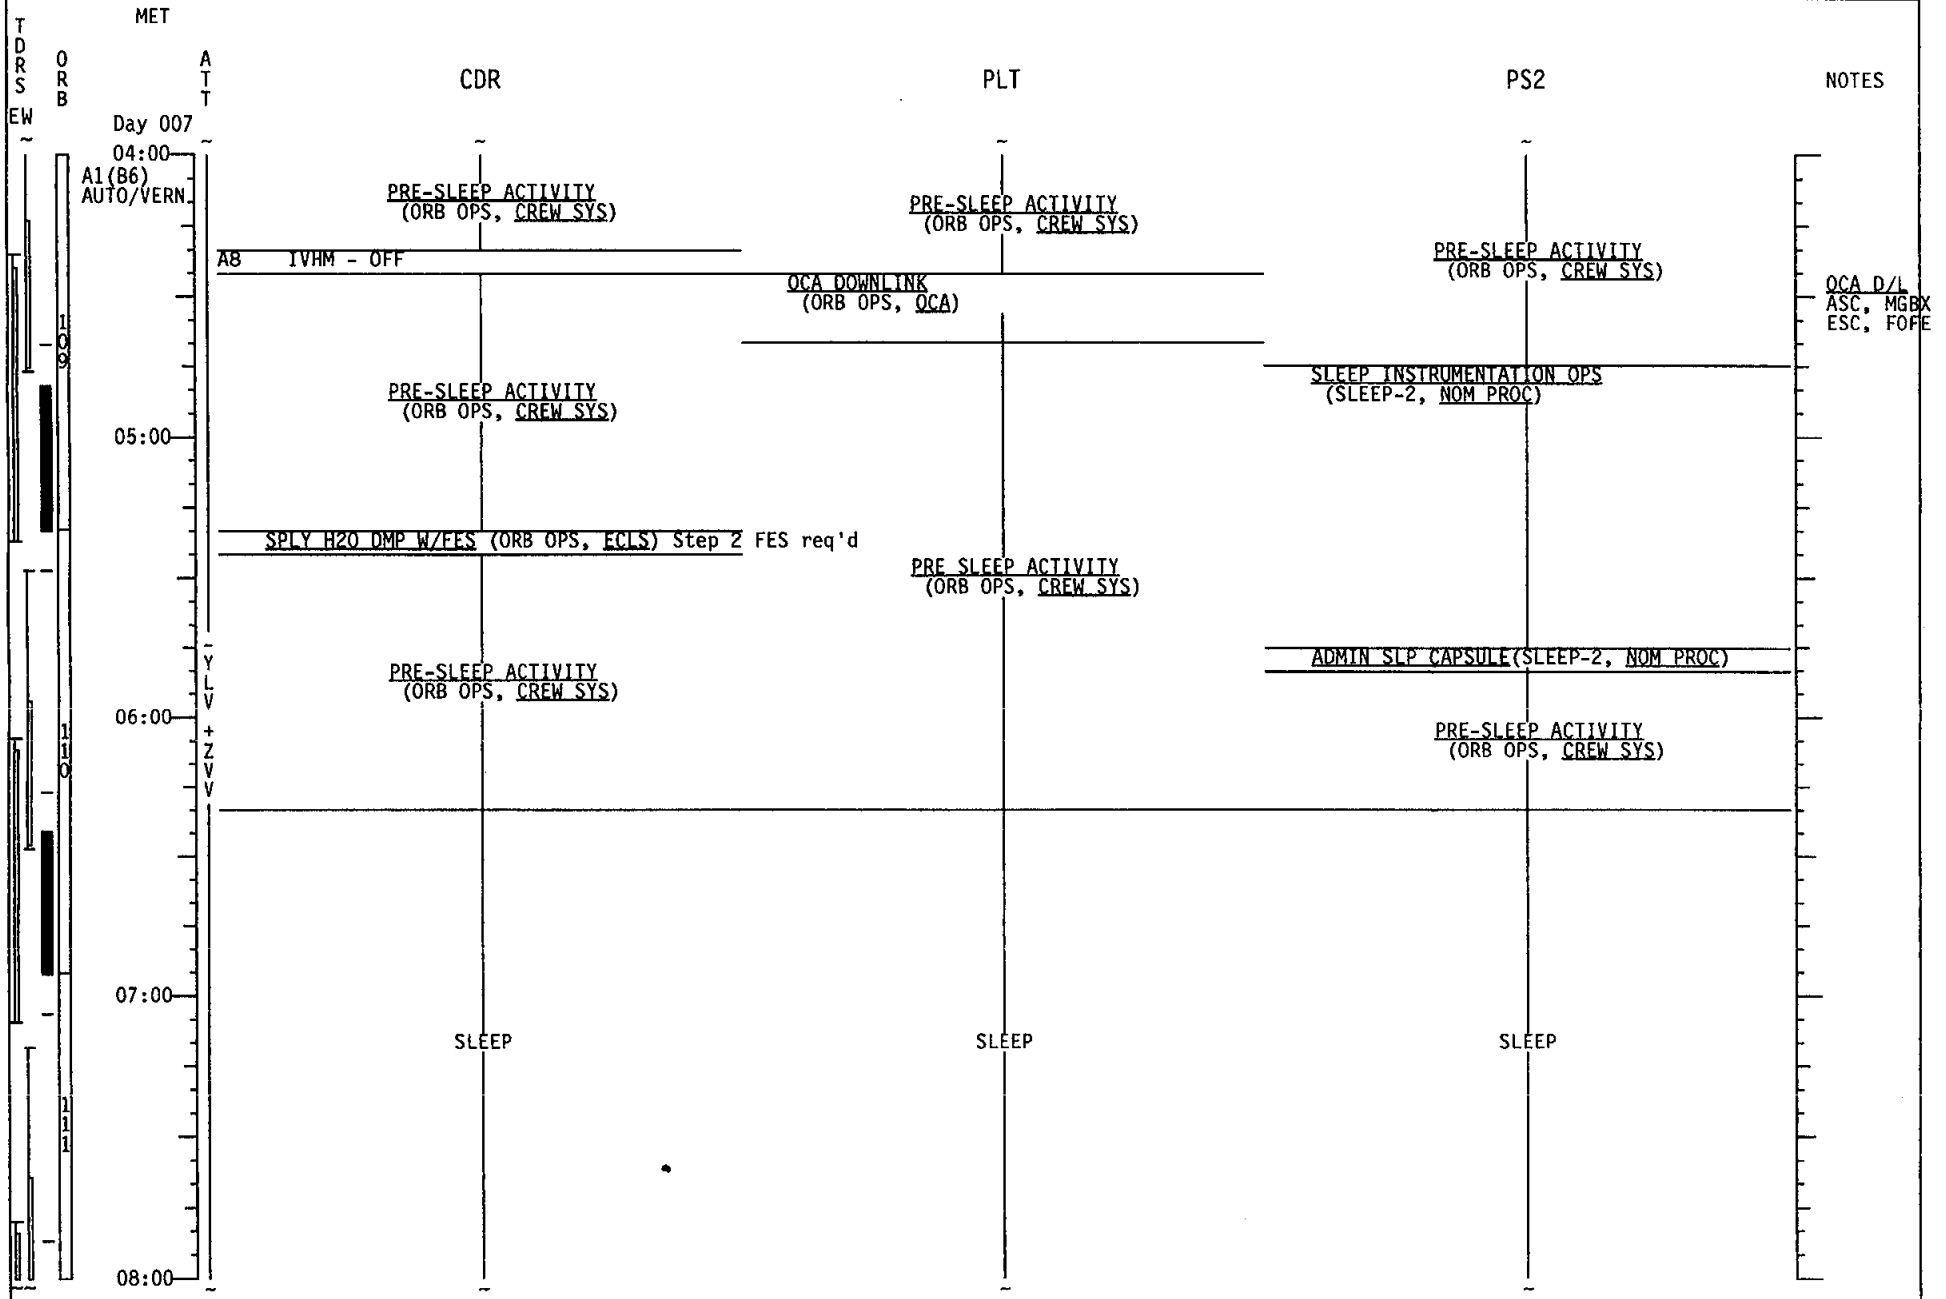 MET
TDRS
ORB
ATT
CDR
PLT
PS2
NOTES
EW
Day 007
04:00
A1(B6)
AUTO/VERN
PRE-SLEEP ACTIVITY
(ORB OPS, CREW SYS)
PRE-SLEEP ACTIVITY
(ORB OPS, CREW SYS)
PRE-SLEEP ACTIVITY
(ORB OPS, CREW SYS)
A8 IVHM - OFF
OCA DOWNLINK
(ORB OPS, OCA)
OCA D/L
ASC, MGBX
ESC, FOFE
109
PRE-SLEEP ACTIVITY
(ORB OPS, CREW SYS)
SLEEP INSTRUMENTATION OPS
(SLEEP-2, NOM PROC)
05:00
SPLY H2O DMP W/FES (ORB OPS, ECLS) Step 2 FES req'd
PRE SLEEP ACTIVITY
(ORB OPS, CREW SYS)
-YLV +ZVV
PRE-SLEEP ACTIVITY
(ORB OPS, CREW SYS)
ADMIN SLP CAPSULE(SLEEP-2, NOM PROC)
06:00
110
PRE-SLEEP ACTIVITY
(ORB OPS, CREW SYS)
07:00
SLEEP
SLEEP
SLEEP
111
08:00